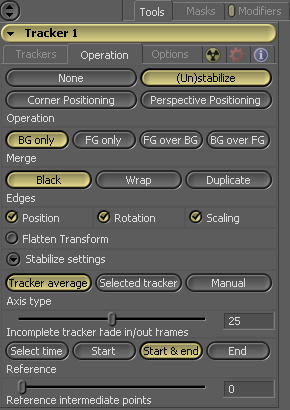 Tools Masks Modifiers
Tracker 1
Trackers Operation Options
None (Un)stabilize
Corner Positioning Perspective Positioning
Operation
BG only FG only FG over BG BG over FG
Merge
Black Wrap Duplicate
Edges
Position Rotation Scaling
Flatten Transform
Stabilize settings
Tracker average Selected tracker Manual
Axis type
25
Incomplete tracker fade in/out frames
Select time Start Start & end End
Reference
0
Reference intermediate points